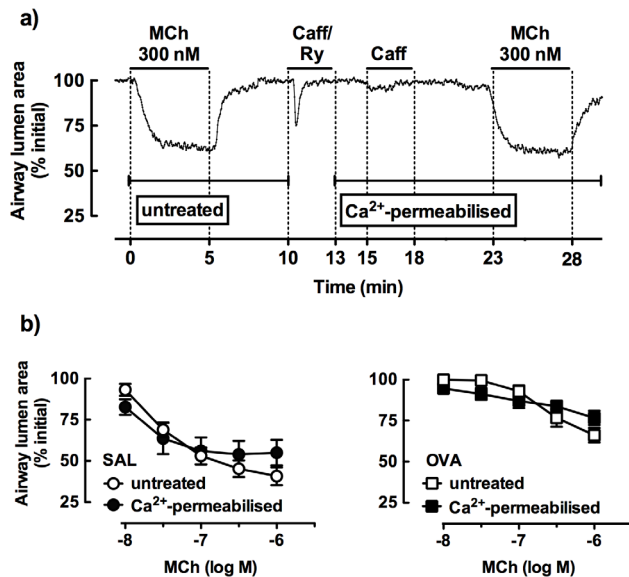 a)
MCh
300 nM
Caff/
Ry
Caff
MCh
300 nM
Airway lumen area
(% initial)
100
75
50
25
untreated
Ca²⁺-permeabilised
0 5 10 13 15 18 23 28
Time (min)
b)
Airway lumen area
(% initial)
100
75
50
25
SAL
untreated
Ca²⁺-permeabilised
-8 -7 -6
MCh (log M)
100
75
50
25
OVA
untreated
Ca²⁺-permeabilised
-8 -7 -6
MCh (log M)